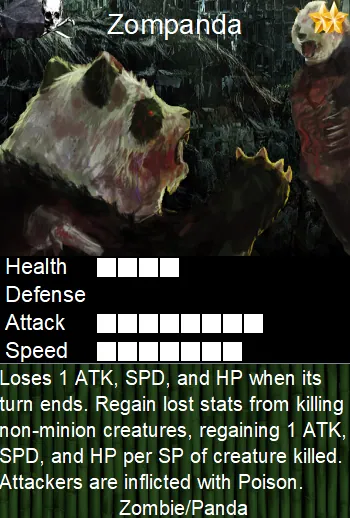 Zompanda
Health
Defense
Attack
Speed
Loses 1 ATK, SPD, and HP when its
turn ends. Regain lost stats from killing
non-minion creatures, regaining 1 ATK,
SPD, and HP per SP of creature killed.
Attackers are inflicted with Poison.
Zombie/Panda